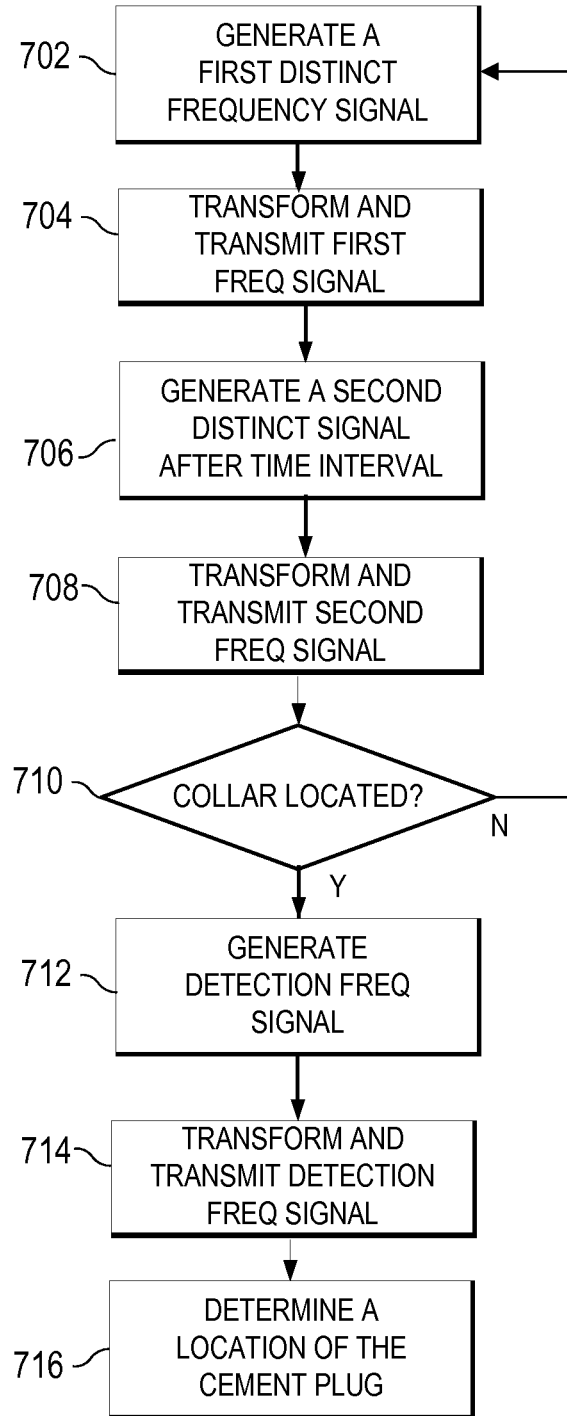 702
GENERATE A
FIRST DISTINCT
FREQUENCY SIGNAL
704
TRANSFORM AND
TRANSMIT FIRST
FREQ SIGNAL
706
GENERATE A SECOND
DISTINCT SIGNAL
AFTER TIME INTERVAL
708
TRANSFORM AND
TRANSMIT SECOND
FREQ SIGNAL
710
COLLAR LOCATED?
N
Y
712
GENERATE
DETECTION FREQ
SIGNAL
714
TRANSFORM AND
TRANSMIT DETECTION
FREQ SIGNAL
716
DETERMINE A
LOCATION OF THE
CEMENT PLUG